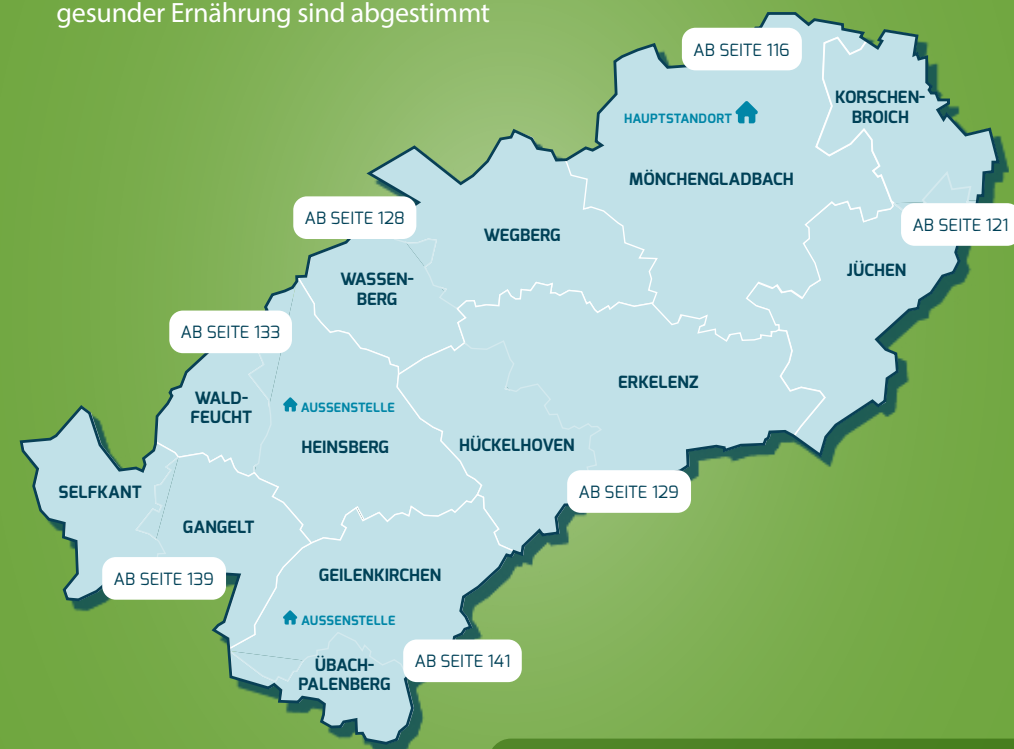 gesunder Ernährung sind abgestimmt
AB SEITE 116
KORSCHEN-
BROICH
HAUPTSTANDORT
MÖNCHENGLADBACH
AB SEITE 128
AB SEITE 121
WEGBERG
JÜCHEN
WASSEN-
BERG
AB SEITE 133
ERKELENZ
WALD-
FEUCHT
AUSSENSTELLE
HEINSBERG
HÜCKELHOVEN
SELFKANT
AB SEITE 129
GANGELT
AB SEITE 139
GEILENKIRCHEN
AUSSENSTELLE
AB SEITE 141
ÜBACH-
PALENBERG